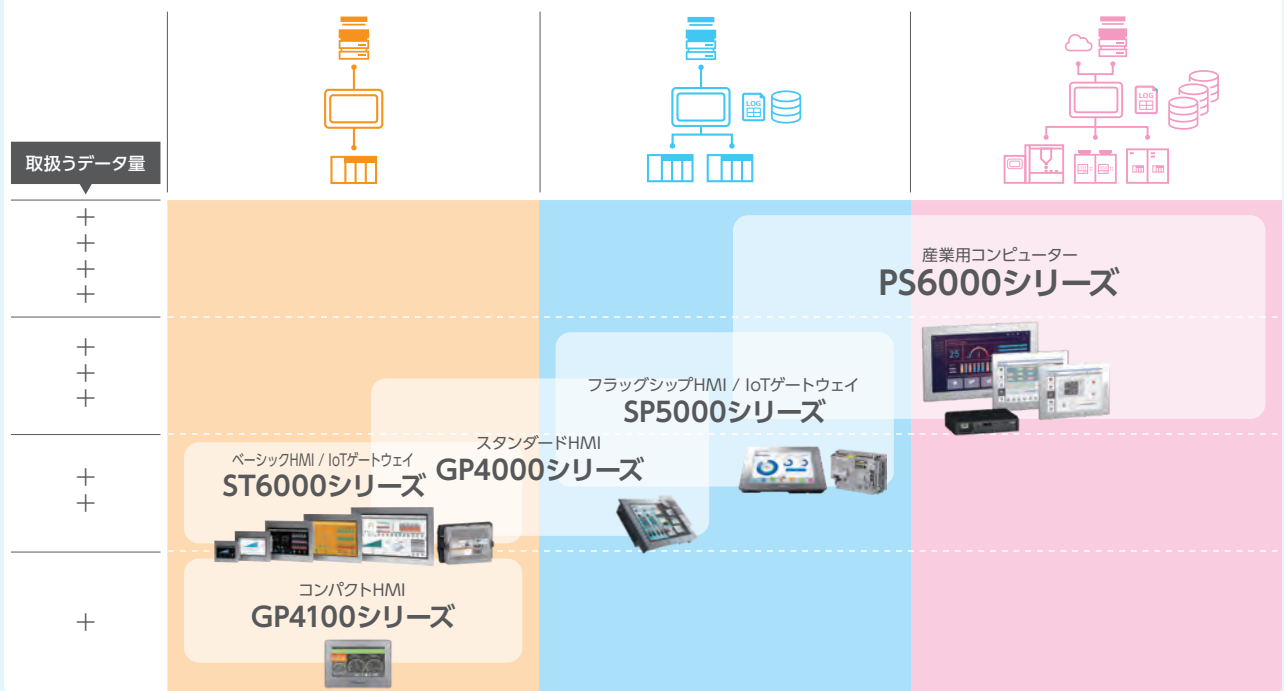 LOG
LOG
取扱うデータ量
+
+
+
+
産業用コンピューター
PS6000シリーズ
+
+
+
フラッグシップHMI / IoTゲートウェイ
SP5000シリーズ
スタンダードHMI
GP4000シリーズ
ベーシックHMI / IoTゲートウェイ
ST6000シリーズ
+
+
コンパクトHMI
GP4100シリーズ
+